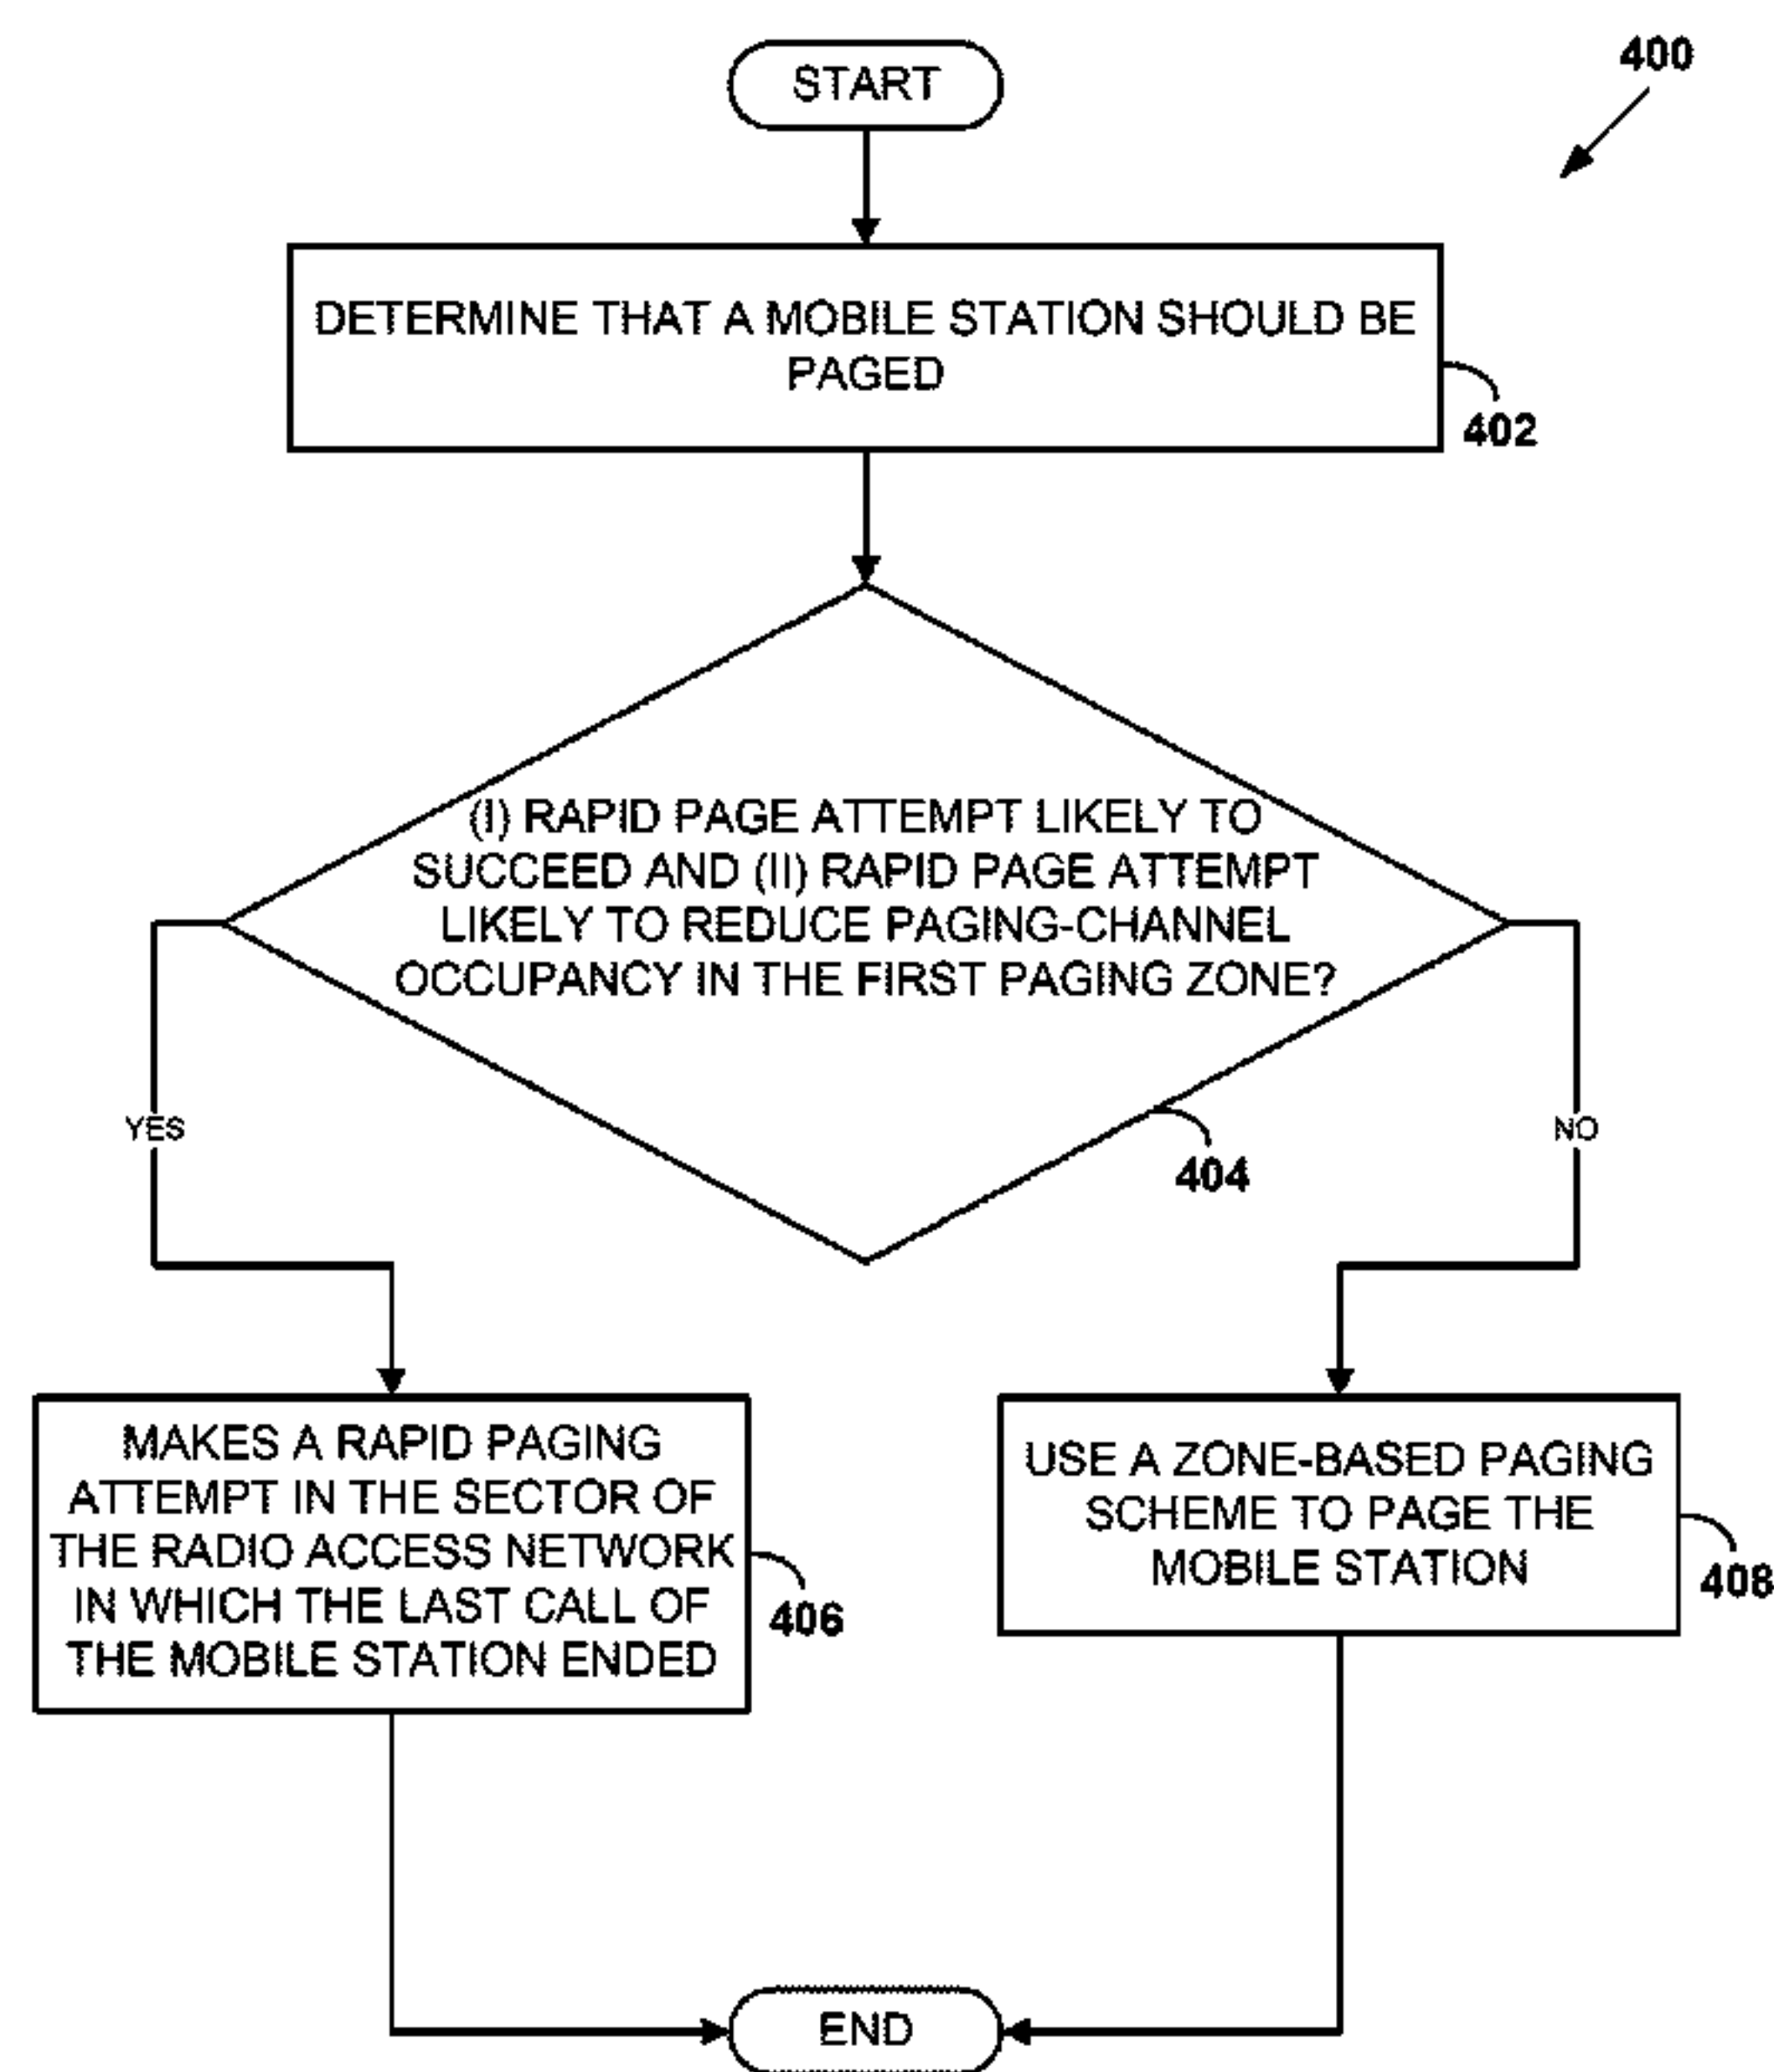 START
400
DETERMINE THAT A MOBILE STATION SHOULD BE
PAGED
402
(I) RAPID PAGE ATTEMPT LIKELY TO
SUCCEED AND (II) RAPID PAGE ATTEMPT
LIKELY TO REDUCE PAGING-CHANNEL
OCCUPANCY IN THE FIRST PAGING ZONE?
YES
NO
404
MAKES A RAPID PAGING
ATTEMPT IN THE SECTOR OF
THE RADIO ACCESS NETWORK
IN WHICH THE LAST CALL OF
THE MOBILE STATION ENDED
406
USE A ZONE-BASED PAGING
SCHEME TO PAGE THE
MOBILE STATION
408
END